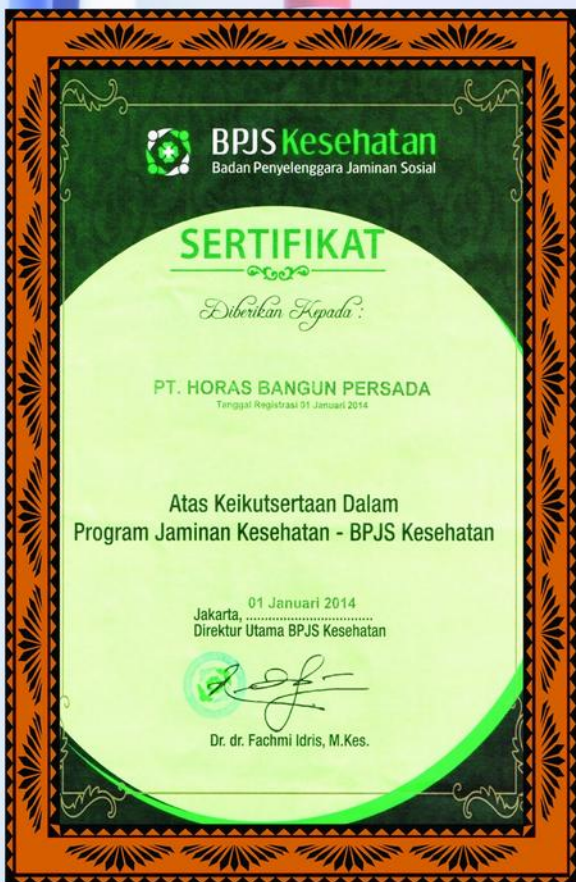 BPJS Kesehatan
Badan Penyelenggara Jaminan Sosial
SERTIFIKAT
Diberikan Kepada :
PT. HORAS BANGUN PERSADA
Tanggal Registrasi 01 Januari 2014
Atas Keikutsertaan Dalam
Program Jaminan Kesehatan - BPJS Kesehatan
01 Januari 2014
Jakarta, ..................................
Direktur Utama BPJS Kesehatan
Dr. dr. Fachmi Idris, M.Kes.